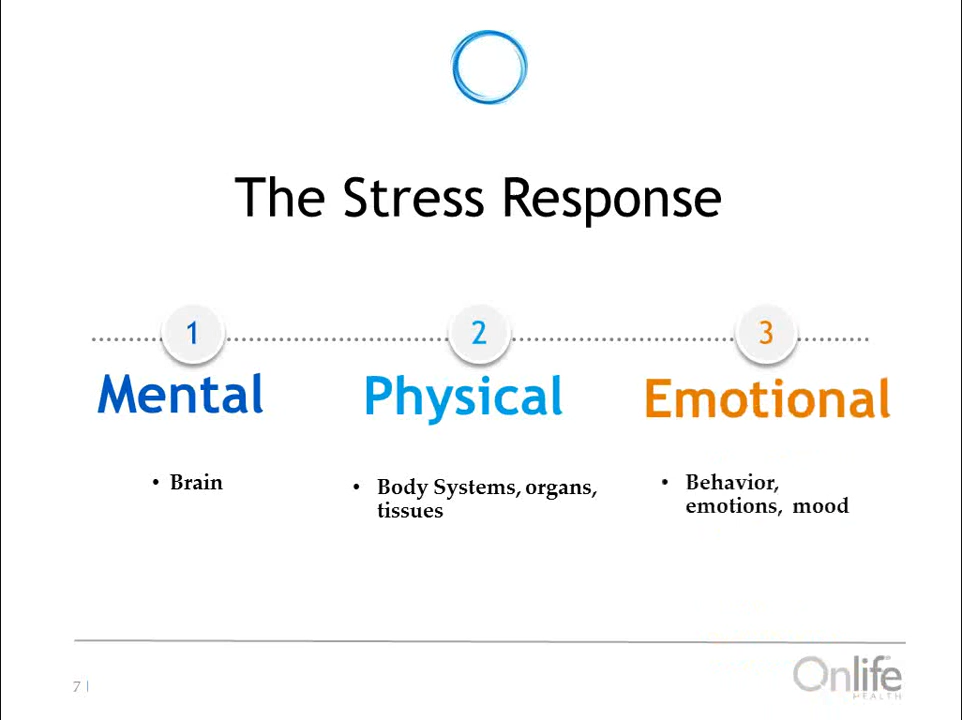 The Stress Response
1
2
3
Mental
Physical
Emotional
• Brain
• Body Systems, organs,
tissues
• Behavior,
emotions, mood
7 |
Onlife
HEALTH